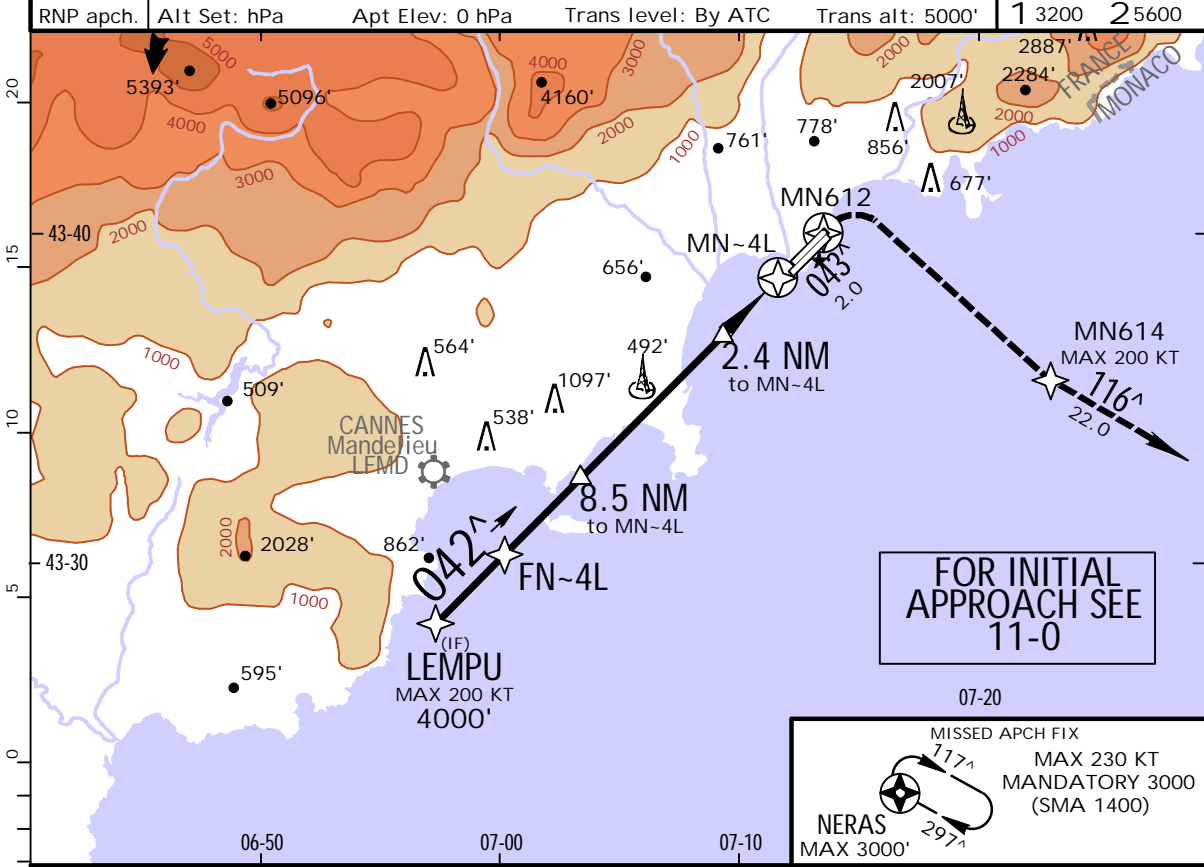 RNP apch. Alt Set: hPa Apt Elev: 0 hPa Trans level: By ATC Trans alt: 5000' 1 3200 2 5600
5000
5393'
5096'
4000
3000
2000
4000
4160'
3000
2000
1000
761'
778'
2000
2887'
2007'
2284'
856'
2000
1000
677'
FRANCE
MONACO
20
43-40
15
MN612
MN~4L
043^
2.0
656'
MN614
MAX 200 KT
116^
22.0
1000
564'
492'
2.4 NM
to MN~4L
509'
1097'
538'
10
CANNES
Mandelieu
LFMD
8.5 NM
to MN~4L
2000
2028'
862'
042^
FN~4L
43-30
5
1000
FOR INITIAL
APPROACH SEE
11-0
(IF)
LEMPU
MAX 200 KT
4000'
595'
07-20
0
MISSED APCH FIX
117^
MAX 230 KT
MANDATORY 3000
(SMA 1400)
297^
NERAS
MAX 3000'
06-50
07-00
07-10